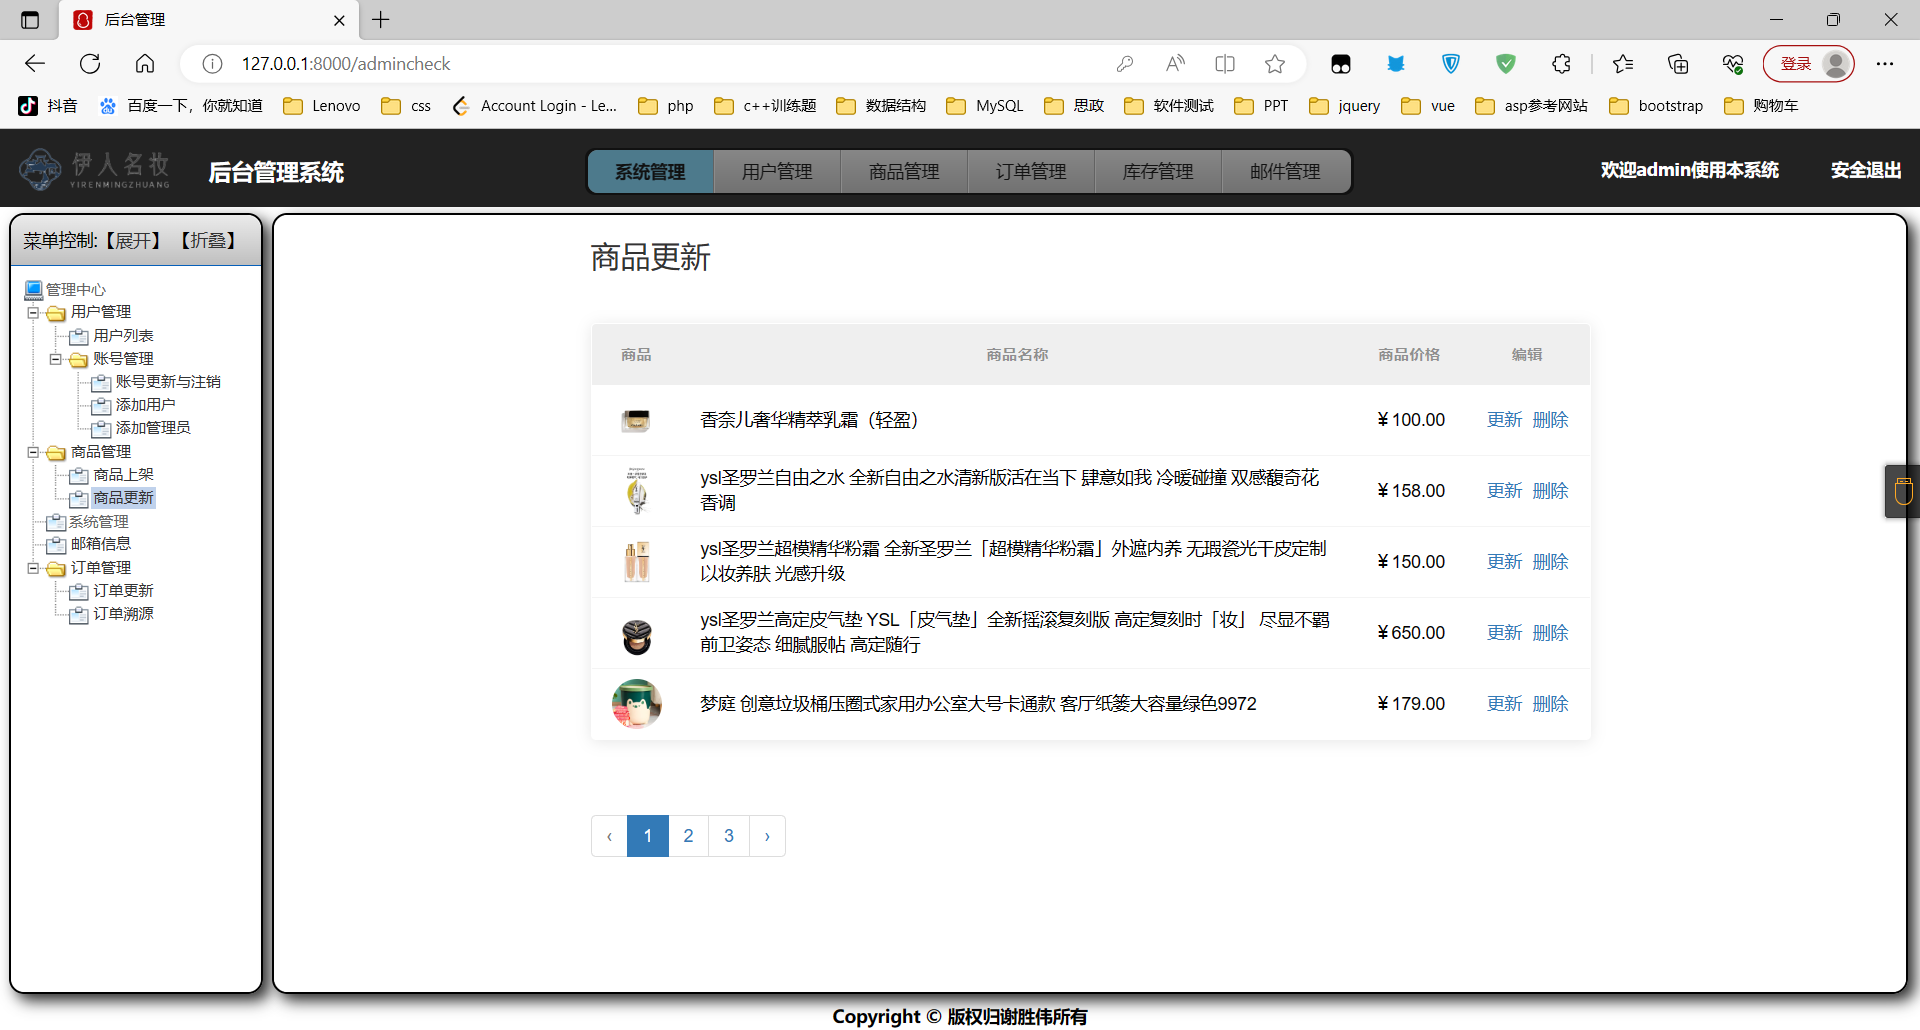 后台管理
127.0.0.1:8000/admincheck
登录
抖音 百度一下，你就知道 Lenovo css Account Login - Le... php c++训练题 数据结构 MySQL 思政 软件测试 PPT jquery vue asp参考网站 bootstrap 购物车
伊人名妆
YIRENMINGZHUANG
后台管理系统
系统管理 用户管理 商品管理 订单管理 库存管理 邮件管理
欢迎admin使用本系统 安全退出
菜单控制:【展开】 【折叠】
管理中心
用户管理
用户列表
账号管理
账号更新与注销
添加用户
添加管理员
商品管理
商品上架
商品更新
系统管理
邮箱信息
订单管理
订单更新
订单溯源
商品更新
商品 商品名称 商品价格 编辑
香奈儿奢华精萃乳霜（轻盈） ¥100.00 更新 删除
ysl圣罗兰自由之水 全新自由之水清新版活在当下 肆意如我 冷暖碰撞 双感馥奇花
香调 ¥158.00 更新 删除
ysl圣罗兰超模精华粉霜 全新圣罗兰「超模精华粉霜」外遮内养 无瑕瓷光干皮定制
以妆养肤 光感升级 ¥150.00 更新 删除
ysl圣罗兰高定皮气垫 YSL「皮气垫」全新摇滚复刻版 高定复刻时「妆」 尽显不羁
前卫姿态 细腻服帖 高定随行 ¥650.00 更新 删除
梦庭 创意垃圾桶压圈式家用办公室大号卡通款 客厅纸篓大容量绿色9972 ¥179.00 更新 删除
‹ 1 2 3 ›
Copyright © 版权归谢胜伟所有